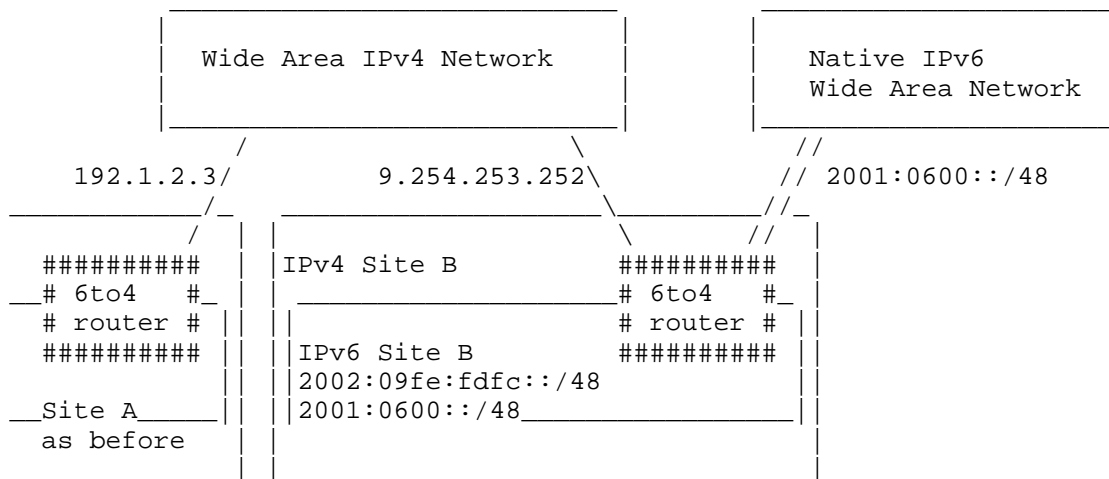 Wide Area IPv4 Network Native IPv6
Wide Area Network
192.1.2.3 9.254.253.252 2001:0600::/48
########## IPv4 Site B ##########
# 6to4 # # 6to4 #
# router # # router #
########## IPv6 Site B ##########
2002:09fe:fdfc::/48
Site A 2001:0600::/48
as before